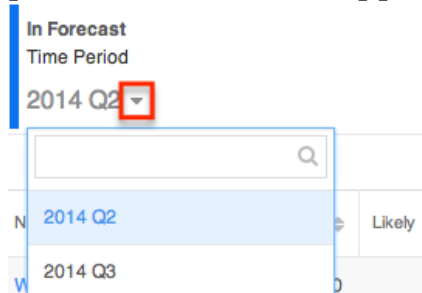 In Forecast
Time Period
2014 Q2
2014 Q2
N Likely
2014 Q3
W